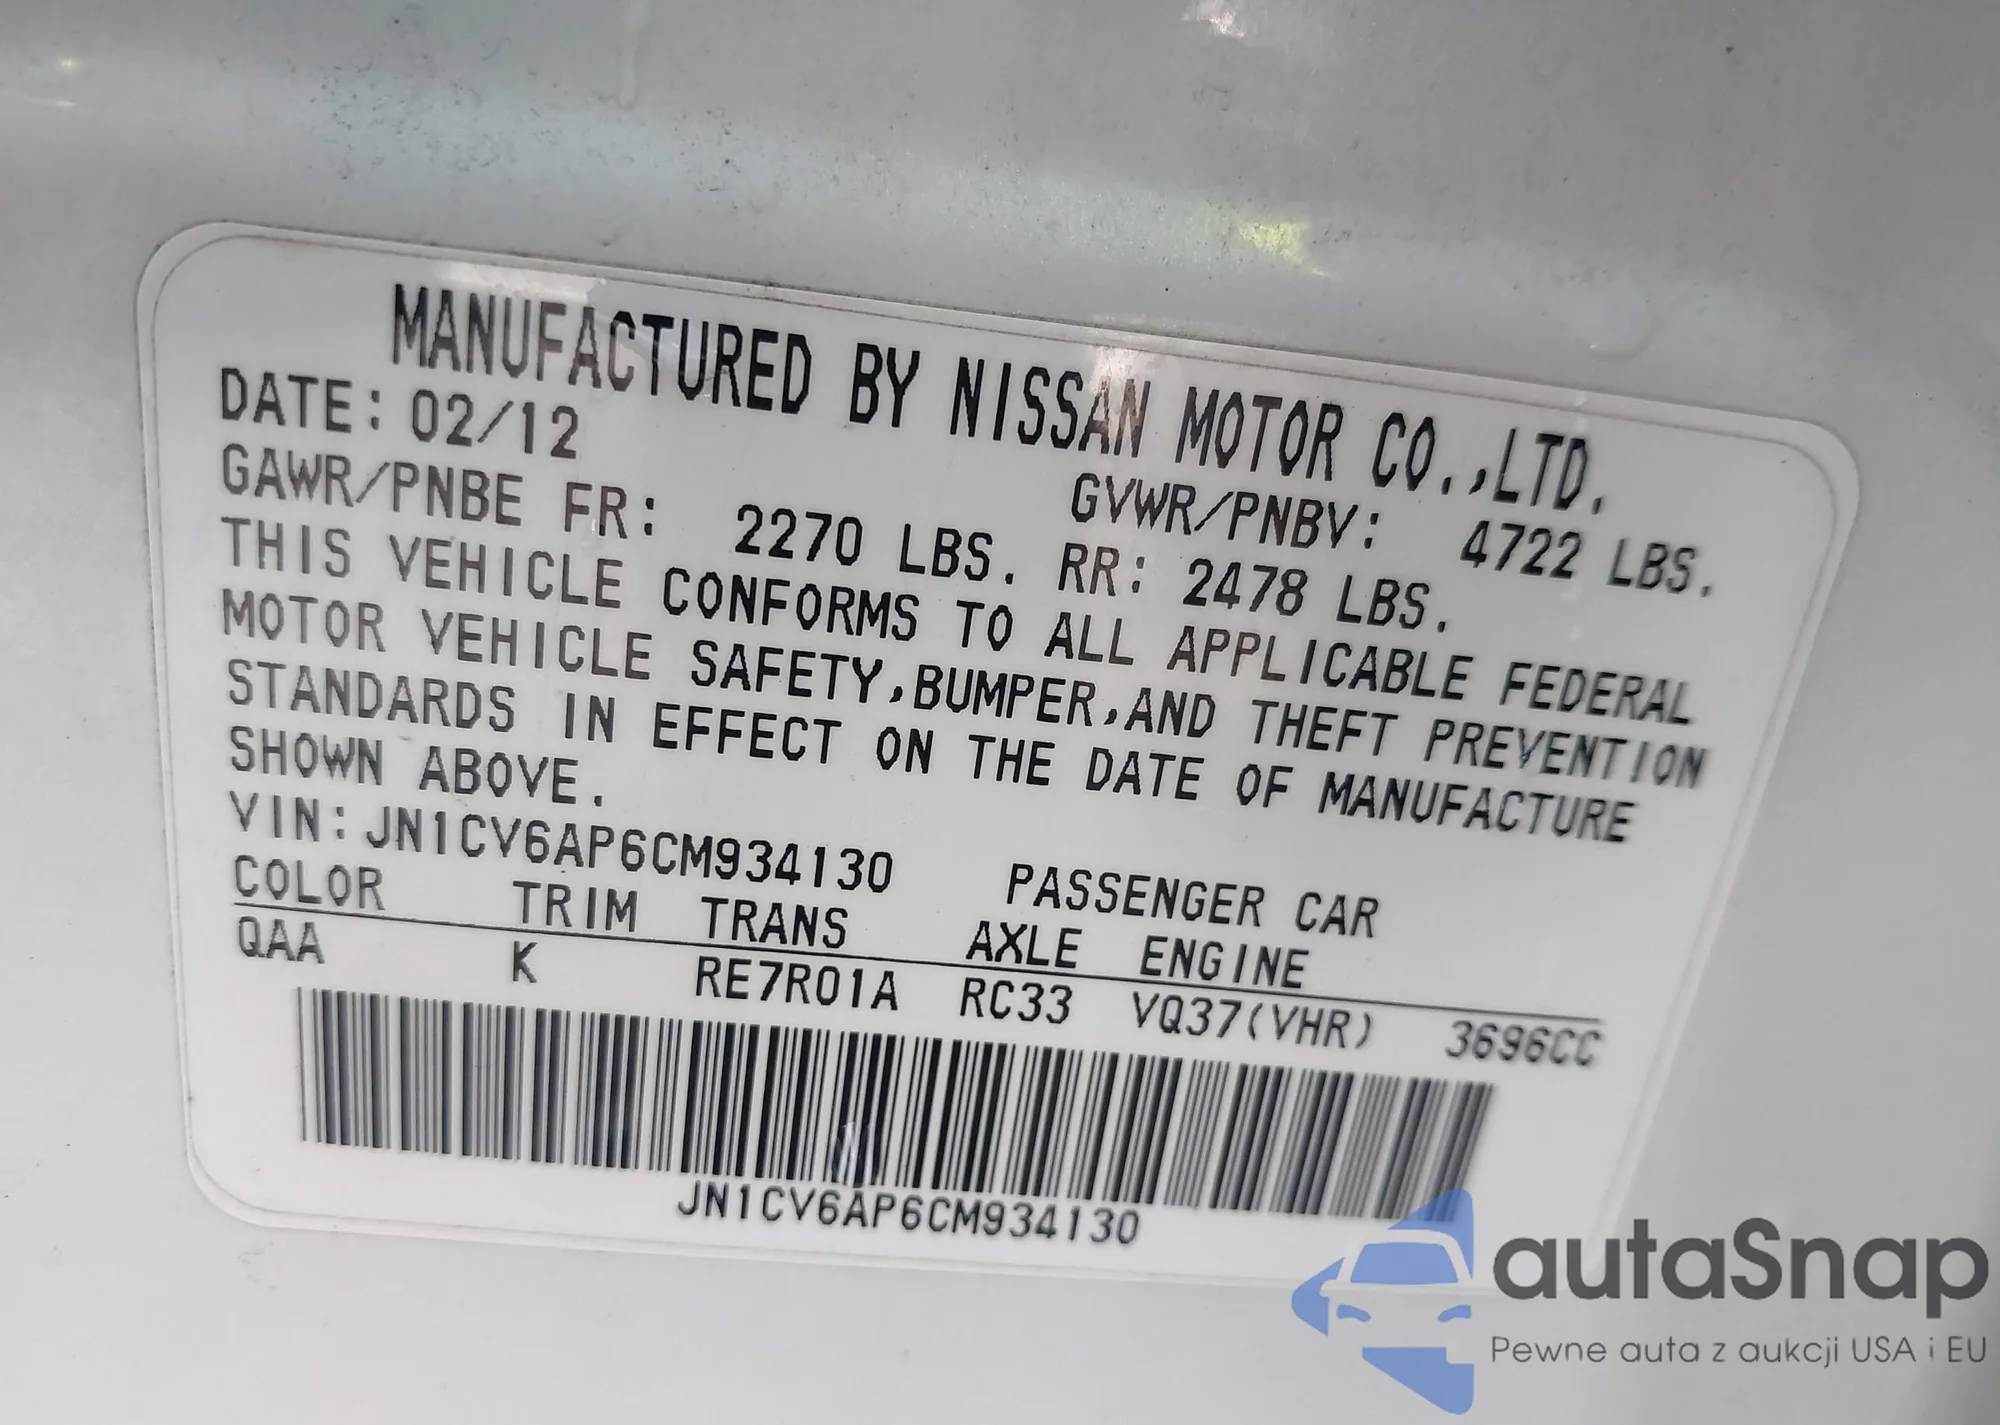 MANUFACTURED BY NISSAN MOTOR CO.,LTD.
DATE: 02/12 GVWR/PNBV: 4722 LBS.
GAWR/PNBE FR: 2270 LBS. RR: 2478 LBS.
THIS VEHICLE CONFORMS TO ALL APPLICABLE FEDERAL
MOTOR VEHICLE SAFETY,BUMPER,AND THEFT PREVENTION
STANDARDS IN EFFECT ON THE DATE OF MANUFACTURE
SHOWN ABOVE.
VIN:JN1CV6AP6CM934130 PASSENGER CAR
COLOR TRIM TRANS AXLE ENGINE
QAA K RE7R01A RC33 VQ37(VHR) 3696CC
JN1CV6AP6CM934130
autaSnap
Pewne auta z aukcji USA i EU